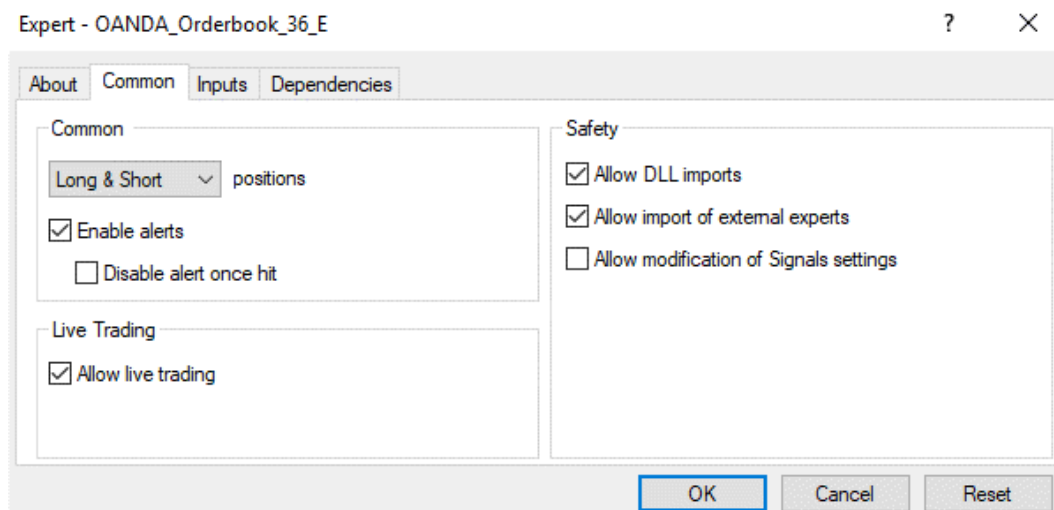 Expert - OANDA_Orderbook_36_E ?
About Common Inputs Dependencies
Common
Long & Short positions
Enable alerts
Disable alert once hit
Live Trading
Allow live trading
Safety
Allow DLL imports
Allow import of external experts
Allow modification of Signals settings
OK Cancel Reset